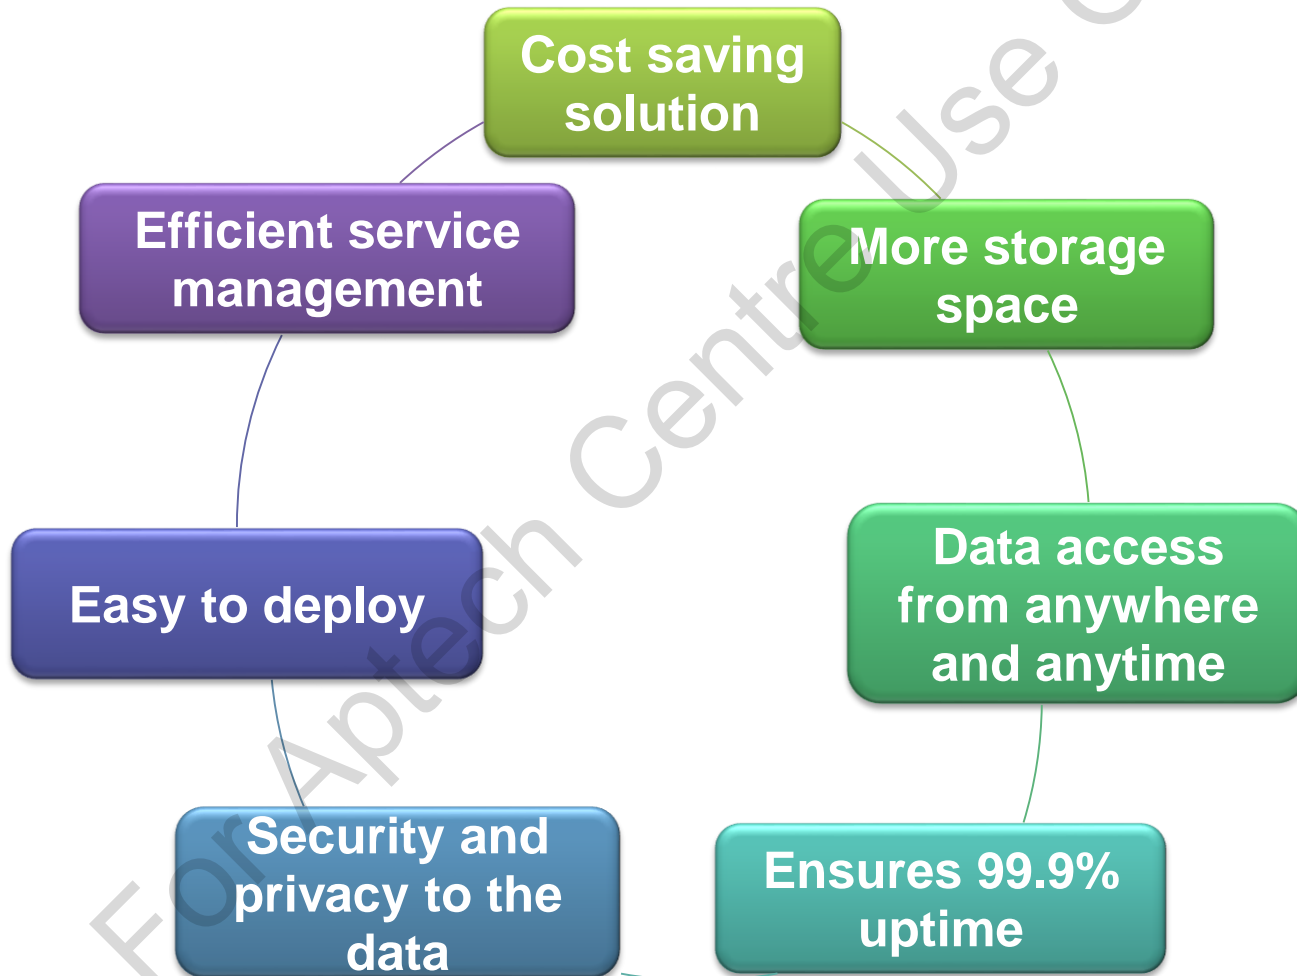 Cost saving
solution
More storage
space
Data access
from anywhere
and anytime
Ensures 99.9%
uptime
Security and
privacy to the
data
Easy to deploy
Efficient service
management
For Aptech Centre Use